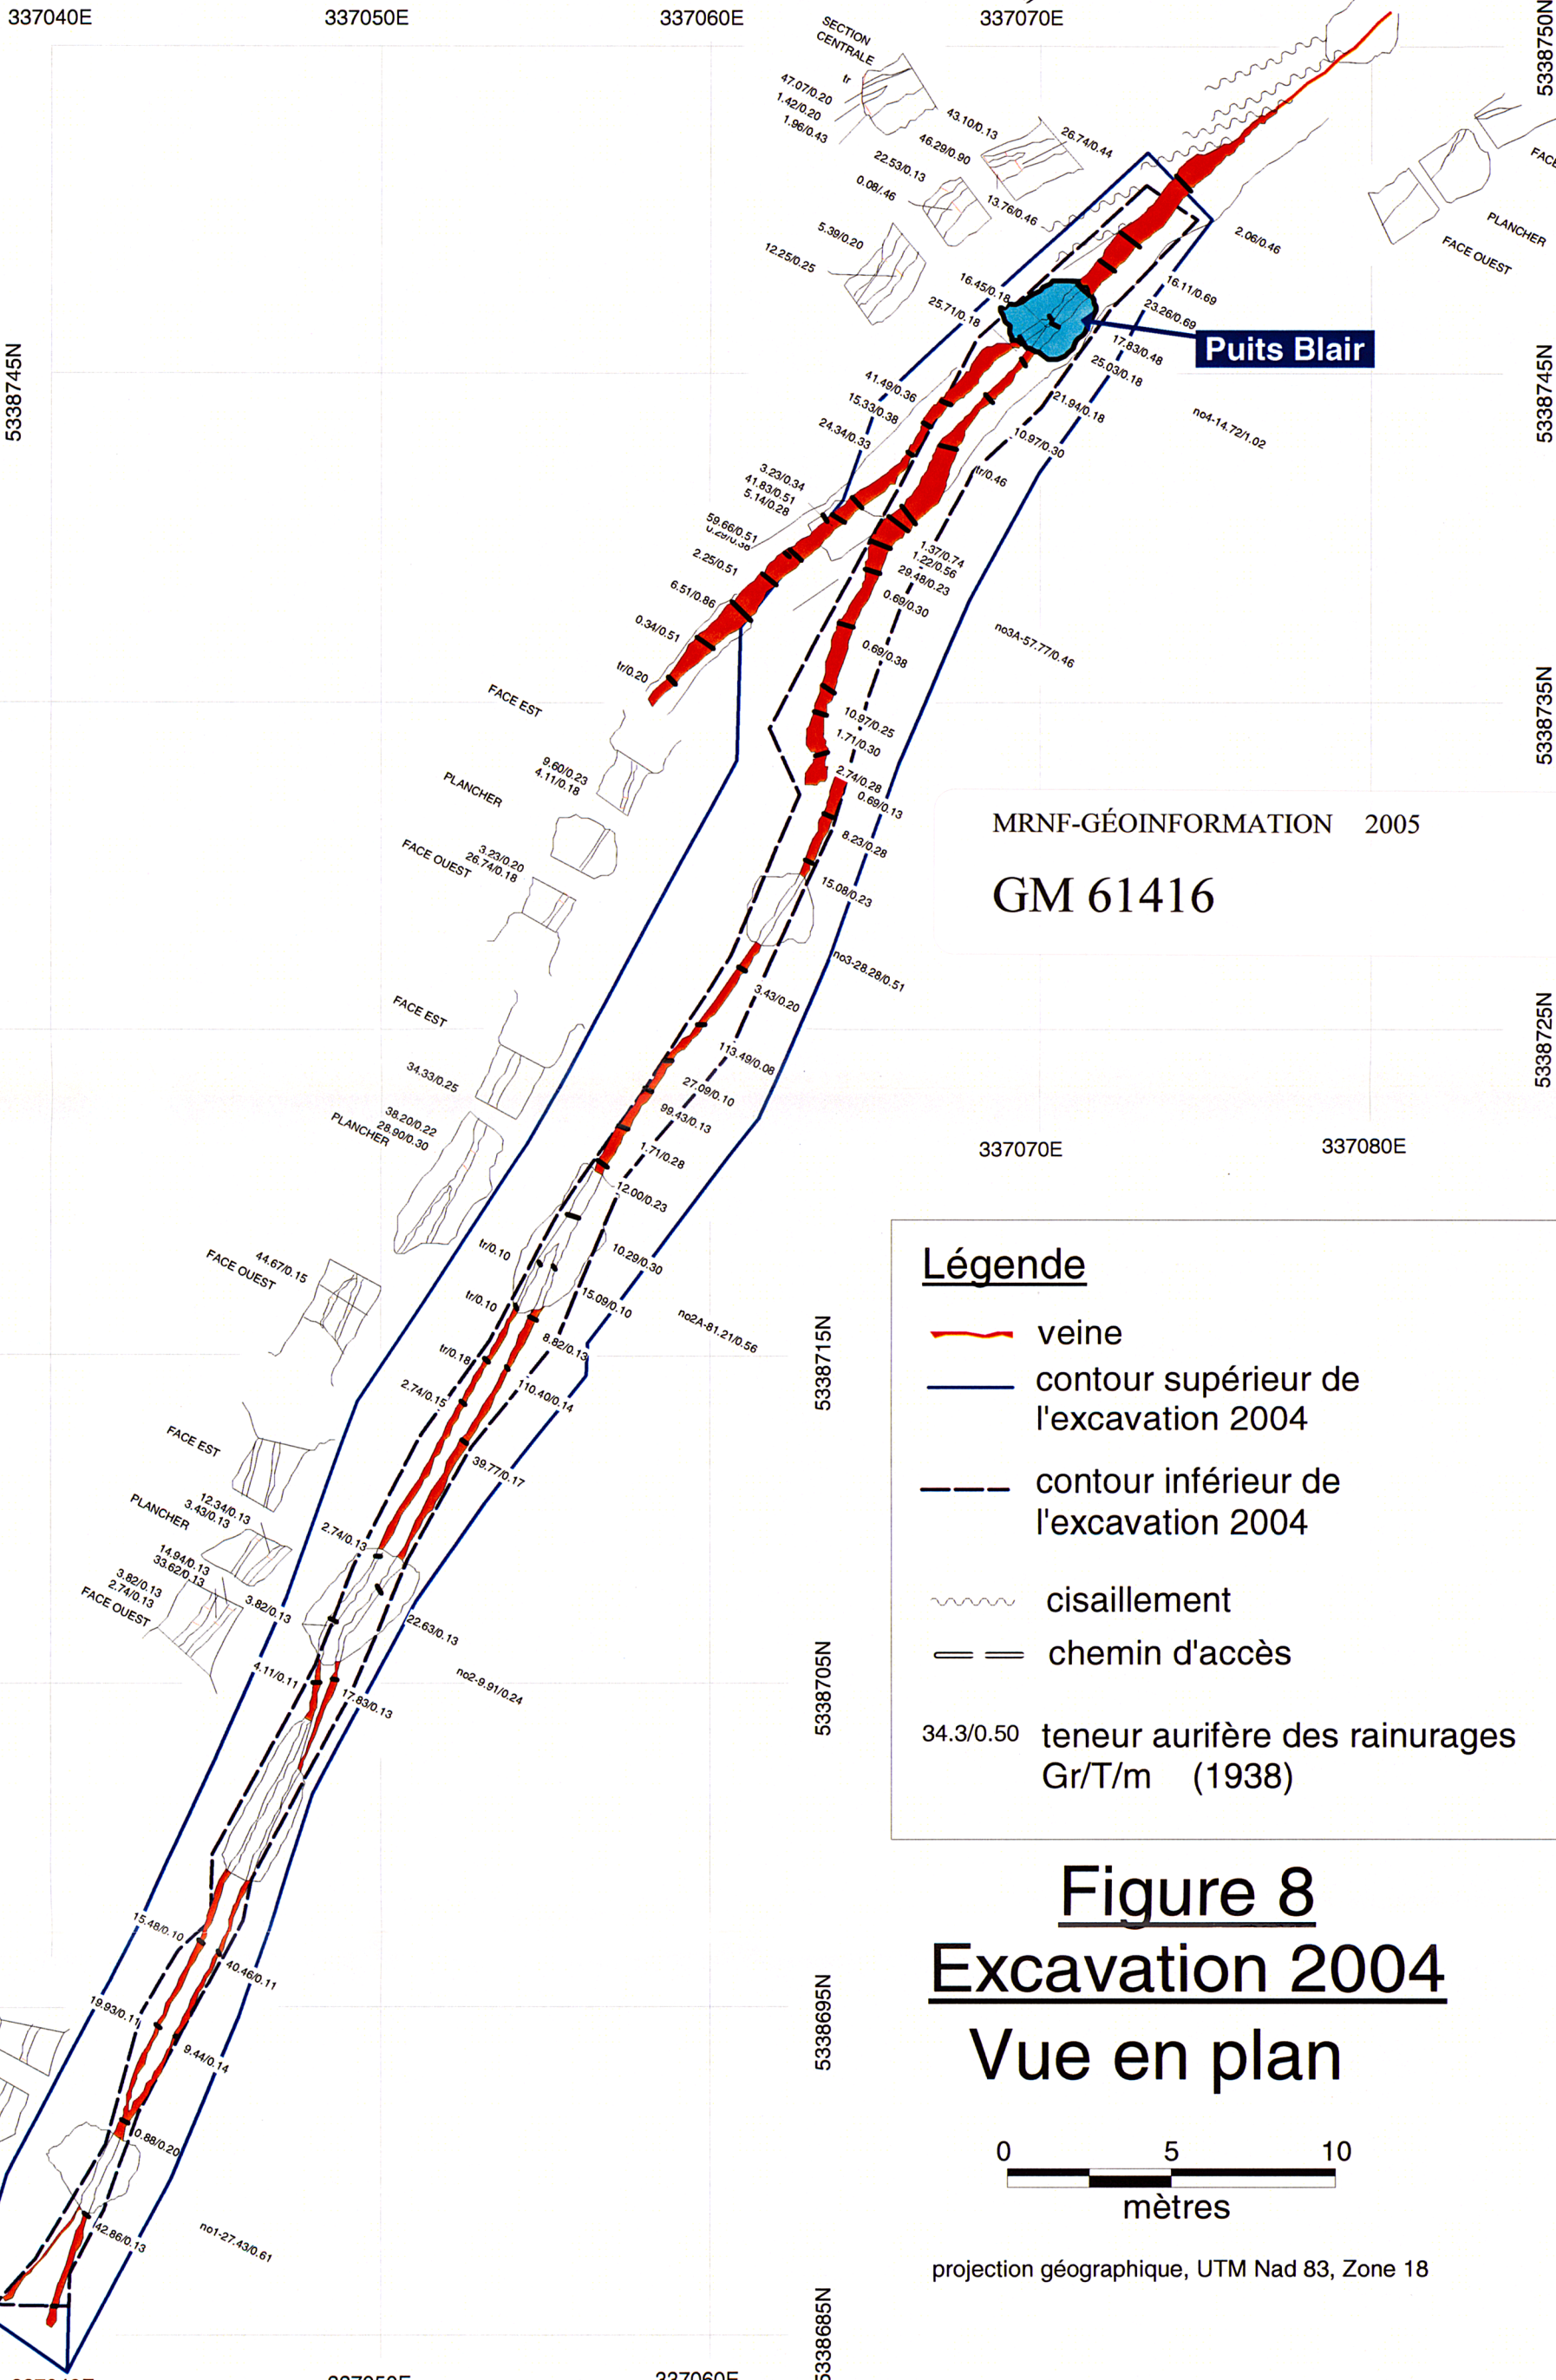 337040E
337050E
337060E
337070E
5338750N
SECTION
CENTRALE
tr
47.07/0.20
1.42/0.20
1.96/0.43
43.10/0.13
46.29/0.90
26.74/0.44
22.53/0.13
0.08/.46
13.76/0.46
5.39/0.20
12.25/0.25
PLANCHER
FACE OUEST
2.06/0.46
16.45/0.18
25.71/0.18
16.11/0.69
23.26/0.69
17.83/0.48
25.03/0.18
Puits Blair
5338745N
5338745N
41.49/0.36
15.33/0.38
24.34/0.33
21.94/0.18
10.97/0.30
tr/0.46
no4-14.72/1.02
3.23/0.34
41.83/0.51
5.14/0.28
59.66/0.51
2.25/0.51
6.51/0.86
0.34/0.51
tr/0.20
1.37/0.74
1.22/0.56
29.48/0.23
0.69/0.30
0.69/0.38
no3A-57.77/0.46
5338735N
FACE EST
9.60/0.23
4.11/0.18
PLANCHER
FACE OUEST
3.23/0.20
26.74/0.18
10.97/0.25
1.71/0.30
2.74/0.28
0.69/0.13
8.23/0.28
15.08/0.23
MRNF-GÉOINFORMATION 2005
GM 61416
no3-28.28/0.51
3.43/0.20
FACE EST
34.33/0.25
38.20/0.22
28.90/0.30
PLANCHER
113.49/0.08
27.09/0.10
99.43/0.13
1.71/0.28
12.00/0.23
5338725N
337070E
337080E
44.67/0.15
FACE OUEST
tr/0.10
10.29/0.30
tr/0.10
15.09/0.10
no2A-81.21/0.56
tr/0.18
8.82/0.13
2.74/0.15
110.40/0.14
39.77/0.17
5338715N
FACE EST
12.34/0.13
3.43/0.13
PLANCHER
14.94/0.13
33.62/0.13
3.82/0.13
2.74/0.13
FACE OUEST
2.74/0.13
3.82/0.13
22.63/0.13
4.11/0.11
17.83/0.13
no2-9.91/0.24
5338705N
Légende
veine
contour supérieur de
l'excavation 2004
contour inférieur de
l'excavation 2004
cisaillement
chemin d'accès
34.3/0.50 teneur aurifère des rainurages
Gr/T/m (1938)
15.48/0.10
40.46/0.11
19.93/0.11
9.44/0.14
0.88/0.20
42.86/0.13
no1-27.43/0.61
5338695N
5338685N
Figure 8
Excavation 2004
Vue en plan
0 5 10
mètres
projection géographique, UTM Nad 83, Zone 18